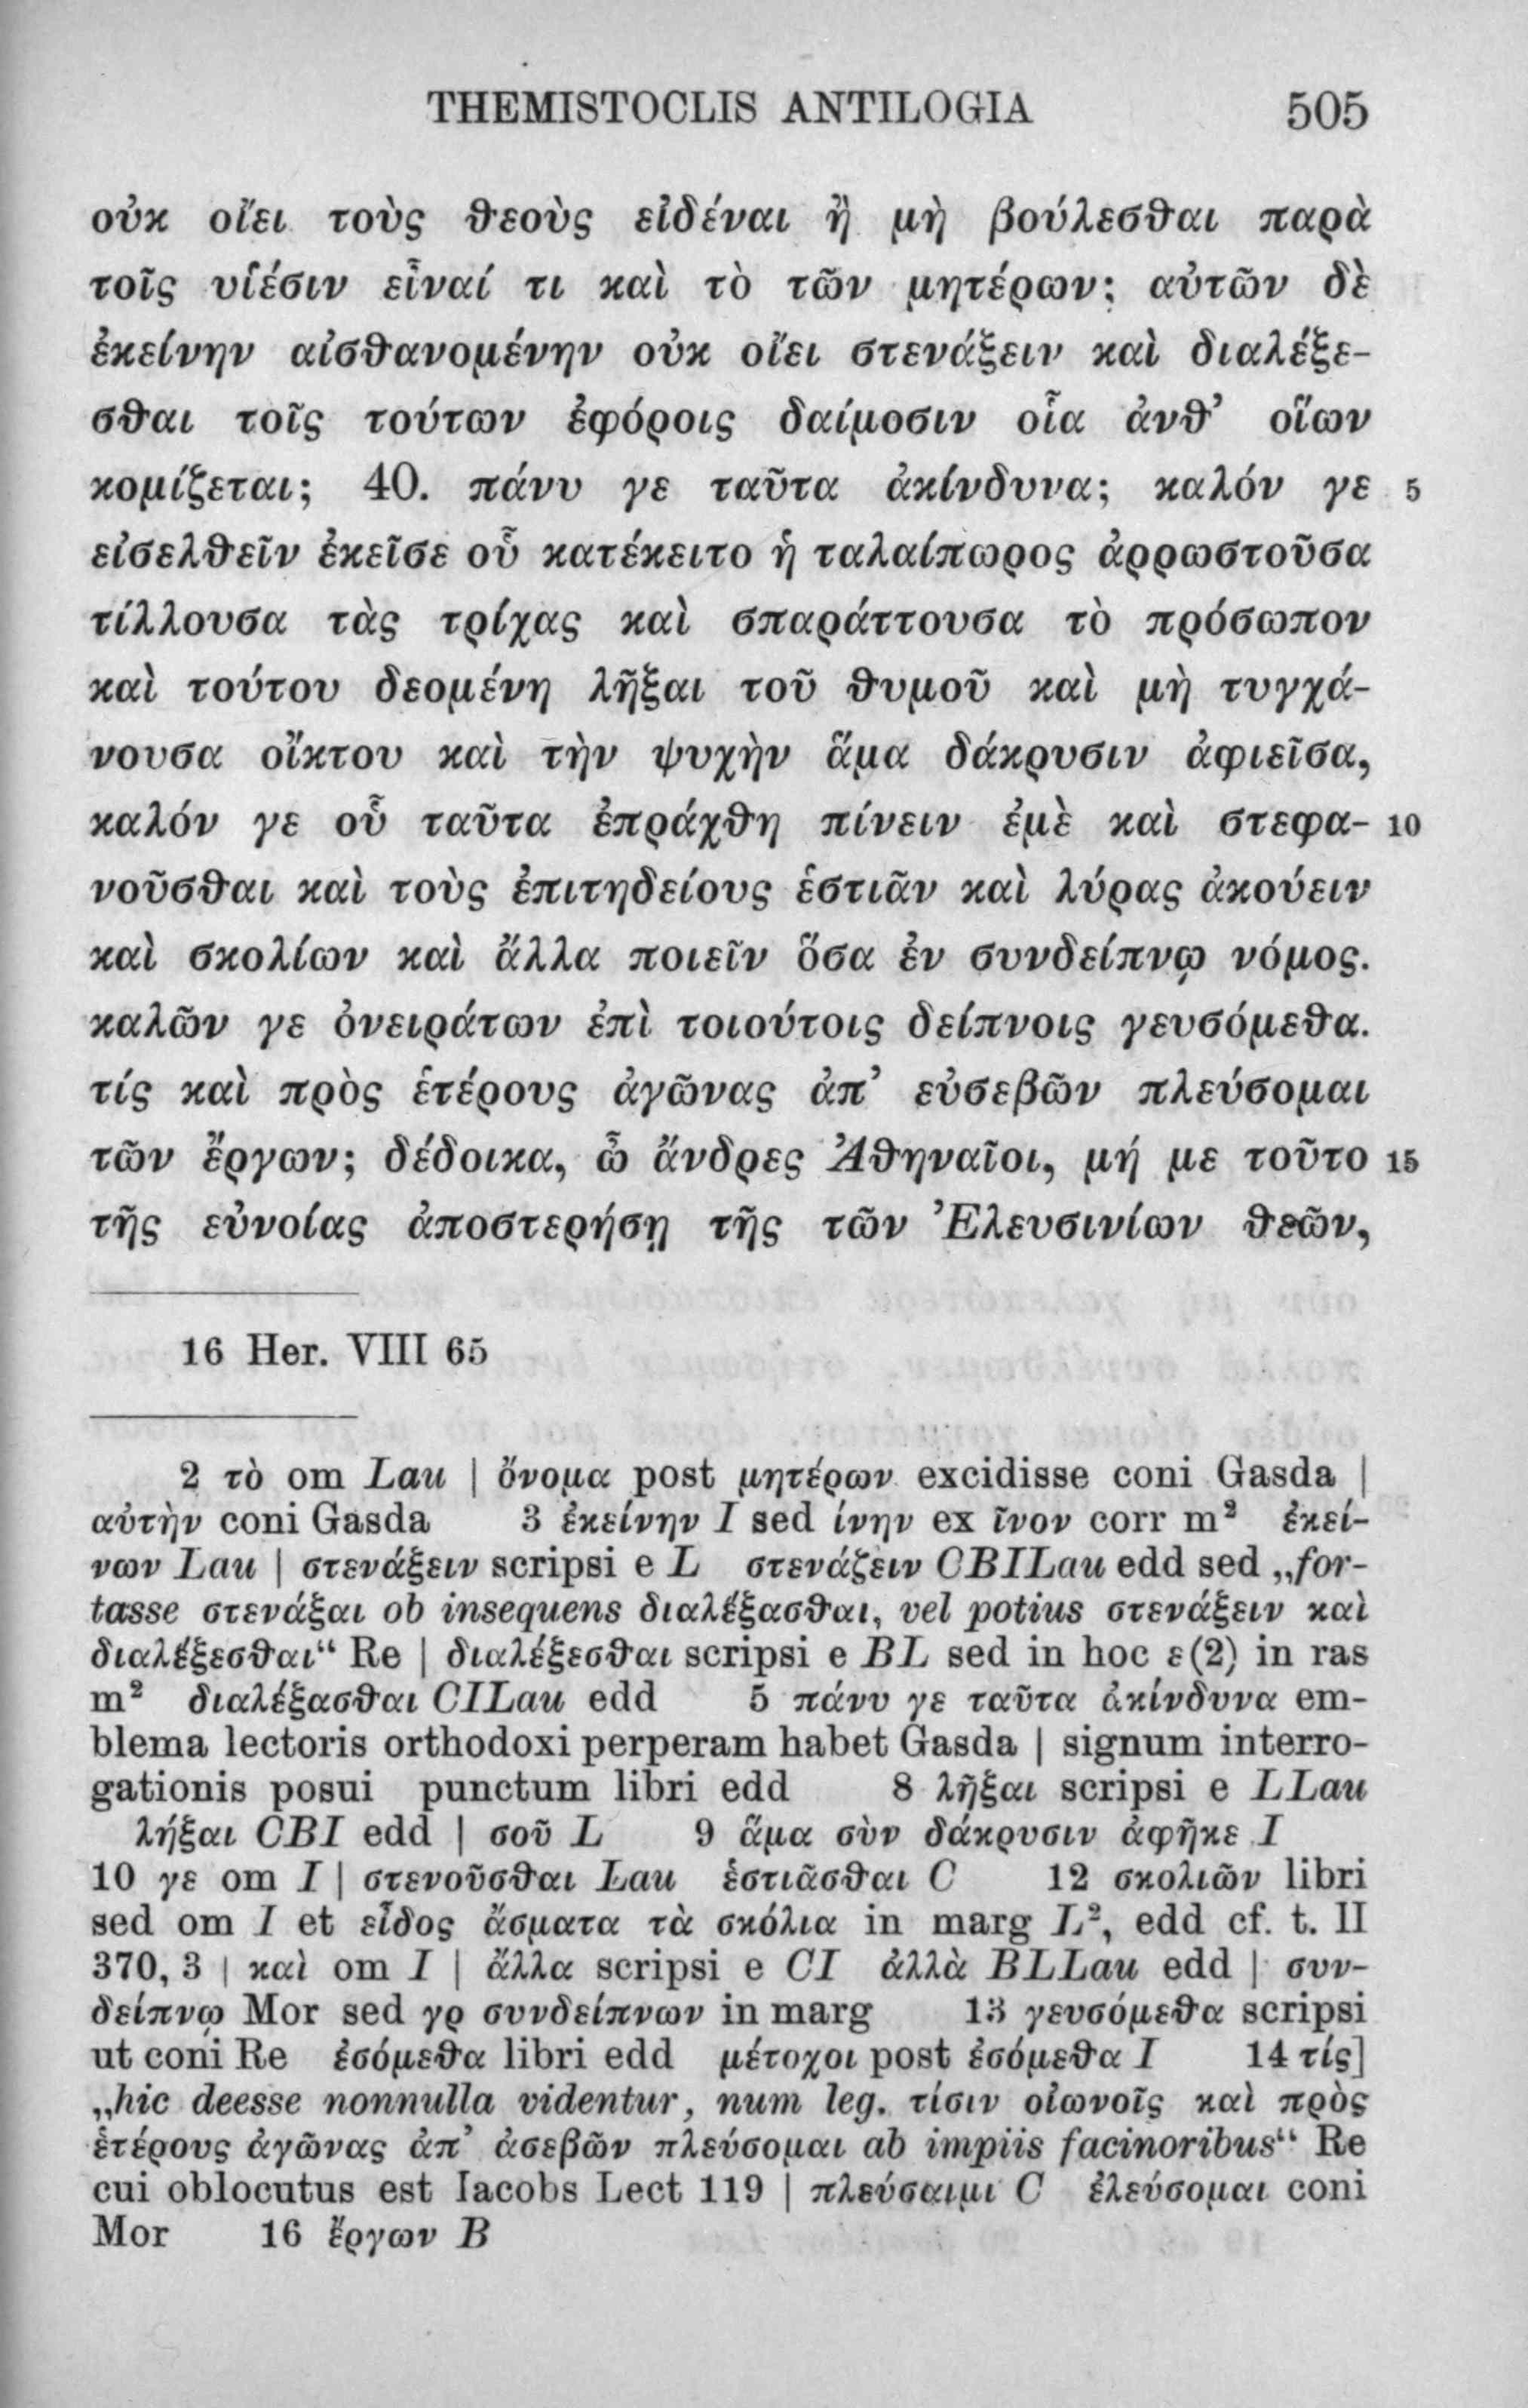 THEMISTOCLIS ANTILOGIA 505
οὐκ οἴει τοὺς θεοὺς εἰδέναι ἢ μὴ βούλεσθαι παρὰ
τοῖς υἱέσιν εἶναί τι καὶ τὸ τῶν μητέρων; αὐτῶν δὲ
ἐκείνην αἰσθανομένην οὐκ οἴει στενάξειν καὶ διαλέξε-
σθαι τοῖς τούτων ἐφόροις δαίμοσιν οἷα ἀνθ’ οἵων
κομίζεται; 40. πάνυ γε ταῦτα ἀκίνδυνα; καλόν γε 5
εἰσελθεῖν ἐκεῖσε οὗ κατέκειτο ἡ ταλαίπωρος ἀρρωστοῦσα
τίλλουσα τὰς τρίχας καὶ σπαράττουσα τὸ πρόσωπον
καὶ τούτου δεομένη λῆξαι τοῦ θυμοῦ καὶ μὴ τυγχά-
νουσα οἴκτου καὶ τὴν ψυχὴν ἅμα δάκρυσιν ἀφιεῖσα,
καλόν γε οὗ ταῦτα ἐπράχθη πίνειν ἐμὲ καὶ στεφα- 10
νοῦσθαι καὶ τοὺς ἐπιτηδείους ἑστιᾶν καὶ λύρας ἀκούειν
καὶ σκολίων καὶ ἄλλα ποιεῖν ὅσα ἐν συνδείπνῳ νόμος.
καλῶν γε ὀνειράτων ἐπὶ τοιούτοις δείπνοις γευσόμεθα.
τίς καὶ πρὸς ἑτέρους ἀγῶνας ἀπ’ εὐσεβῶν πλεύσομαι
τῶν ἔργων; δέδοικα, ὦ ἄνδρες Ἀθηναῖοι, μή με τοῦτο 15
τῆς εὐνοίας ἀποστερήσῃ τῆς τῶν Ἐλευσινίων θεῶν,
16 Her. VIII 65
2 τὸ om Lau | ὄνομα post μητέρων excidisse coni Gasda |
αὐτὴν coni Gasda 3 ἐκείνην I sed ίνην ex ῖνον corr m² ἐκεί-
νων Lau | στενάξειν scripsi e L στενάζειν CBILau edd sed „for-
tasse στενάξαι ob insequens διαλέξασθαι, vel potius στενάξειν καὶ
διαλέξεσθαι“ Re | διαλέξεσθαι scripsi e BL sed in hoc ε(2) in ras
m² διαλέξασθαι CILau edd 5 πάνυ γε ταῦτα ἀκίνδυνα em-
blema lectoris orthodoxi perperam habet Gasda | signum interro-
gationis posui punctum libri edd 8 λῆξαι scripsi e LLau
λήξαι CBI edd | σοῦ L 9 ἅμα σὺν δάκρυσιν ἀφῆκε I
10 γε om I | στενοῦσθαι Lau ἑστιᾶσθαι C 12 σκολιῶν libri
sed om I et εἶδος ἄσματα τὰ σκόλια in marg L², edd cf. t. II
370, 3 | καὶ om I | ἄλλα scripsi e CI ἀλλὰ BLLau edd | συν-
δείπνῳ Mor sed γρ συνδείπνων in marg 13 γευσόμεθα scripsi
ut coni Re ἐσόμεθα libri edd μέτοχοι post ἐσόμεθα I 14 τίς]
„hic deesse nonnulla videntur, num leg. τίσιν οἰωνοῖς καὶ πρὸς
ἑτέρους ἀγῶνας ἀπ’ ἀσεβῶν πλεύσομαι ab impiis facinoribus“ Re
cui oblocutus est Iacobs Lect 119 | πλεύσαιμι C ἐλεύσομαι coni
Mor 16 ἔργων B